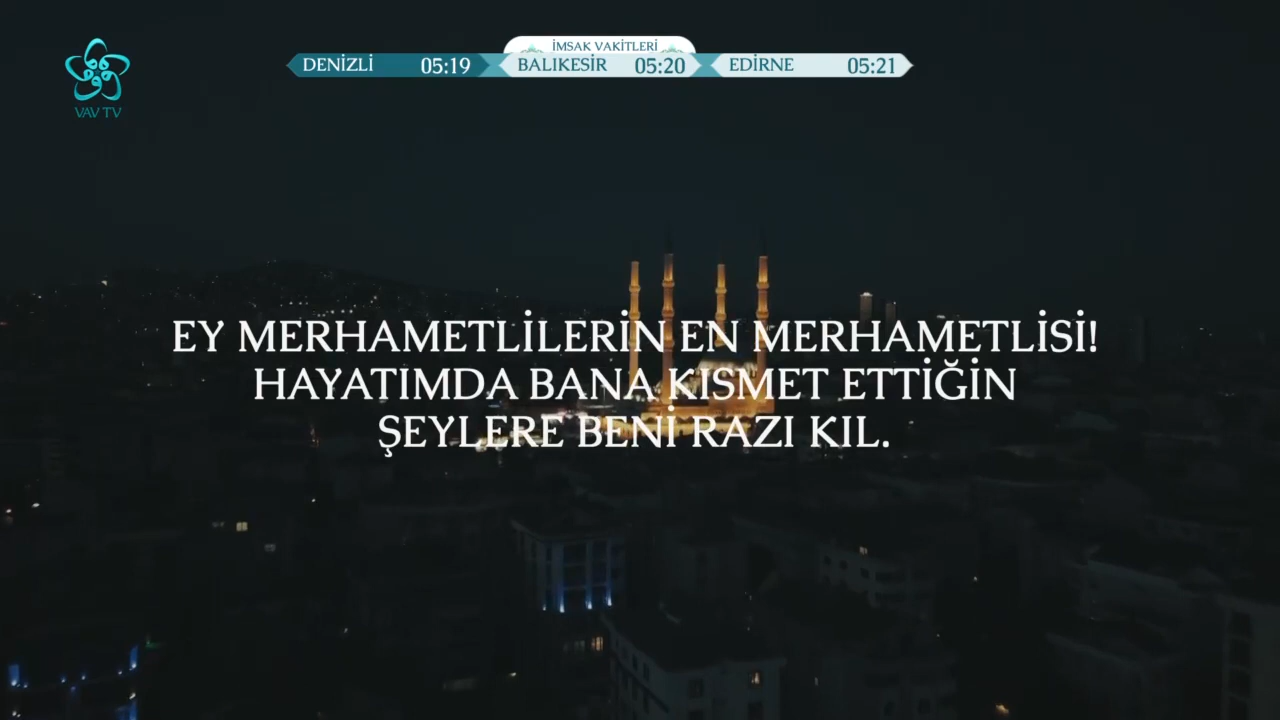 İMSAK VAKİTLERİ
DENİZLİ 05:19 BALIKESİR 05:20 EDİRNE 05:21
VAV TV
EY MERHAMETLİLERİN EN MERHAMETLİSİ!
HAYATIMDA BANA KISMET ETTİĞİN
ŞEYLERE BENİ RAZI KIL.